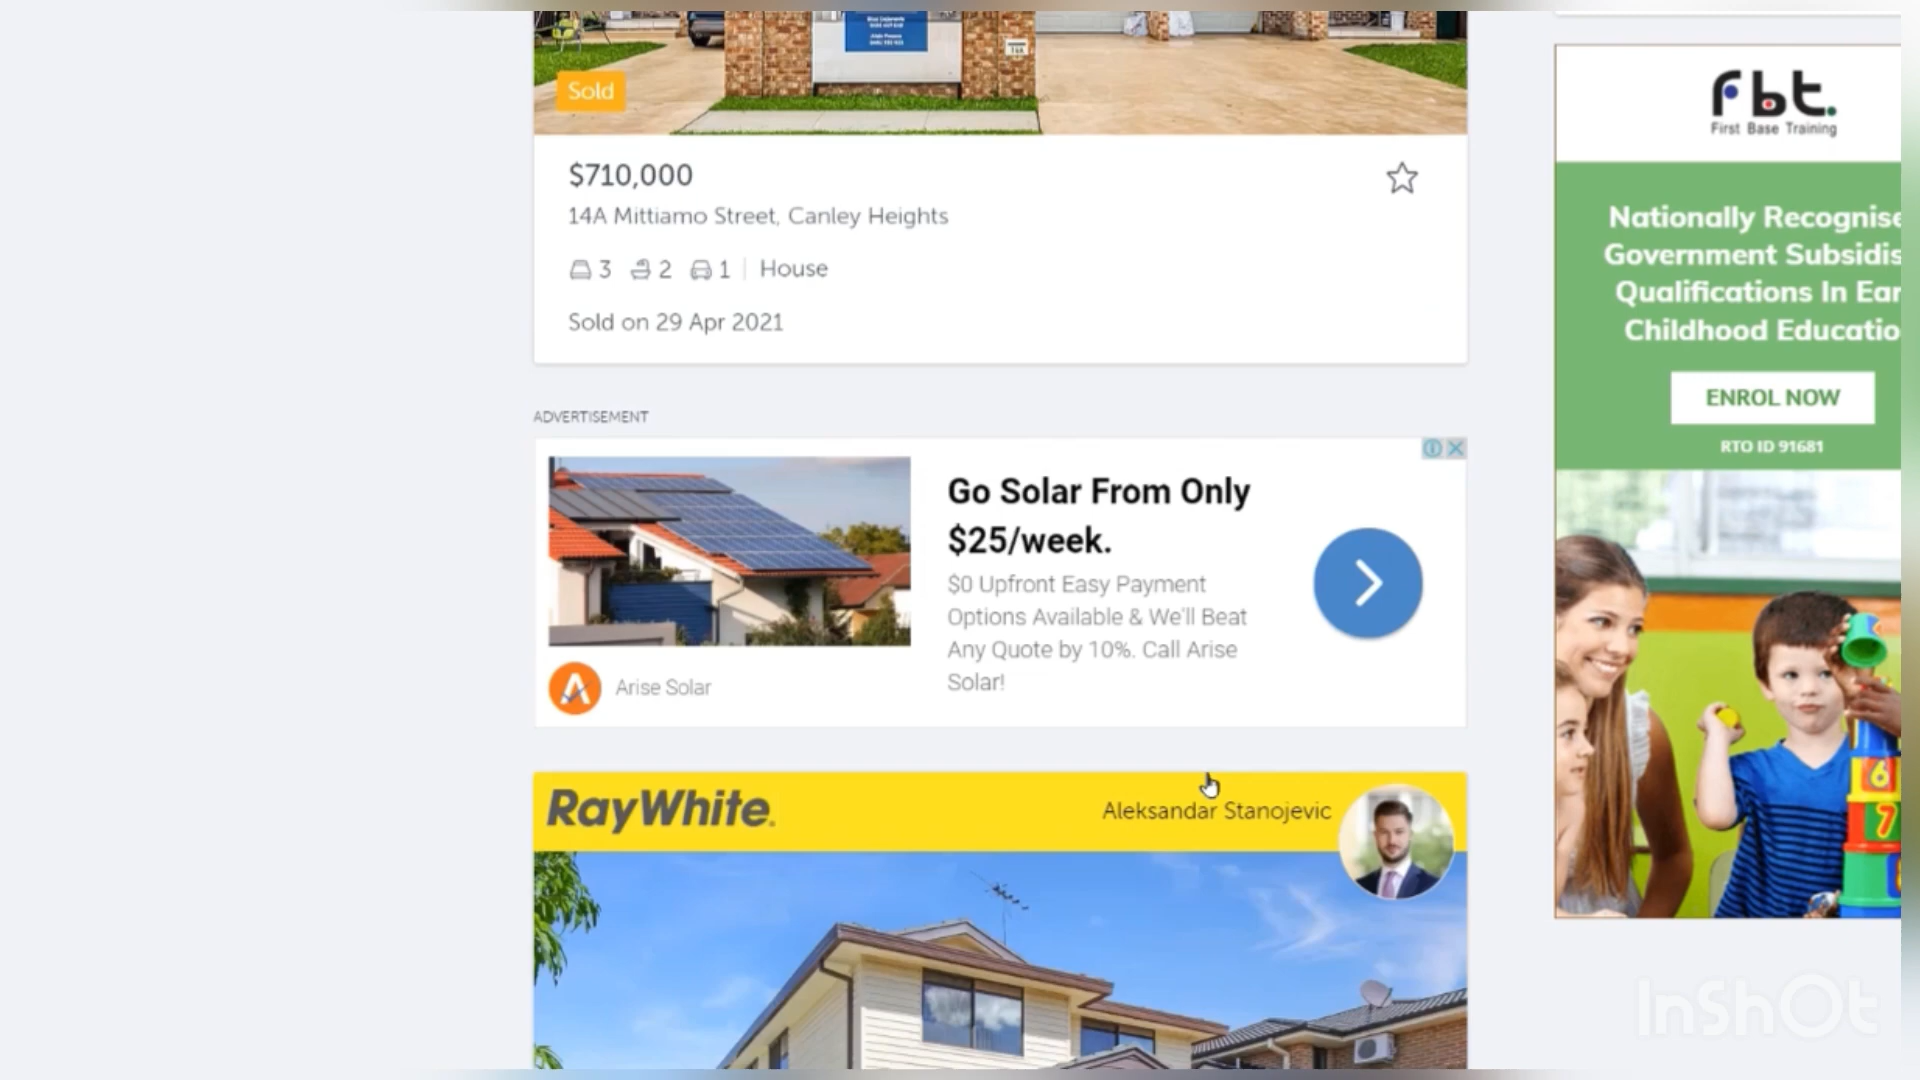 Sold
14A
$710,000
14A Mittiamo Street, Canley Heights
3 2 1 House
Sold on 29 Apr 2021
ADVERTISEMENT
Go Solar From Only
$25/week.
$0 Upfront Easy Payment
Options Available & We'll Beat
Any Quote by 10%. Call Arise
Solar!
Arise Solar
RayWhite.
Aleksandar Stanojevic
fbt.
First Base Training
Nationally Recognise
Government Subsidis
Qualifications In Ear
Childhood Educatio
ENROL NOW
RTO ID 91681
6
7
InShOt